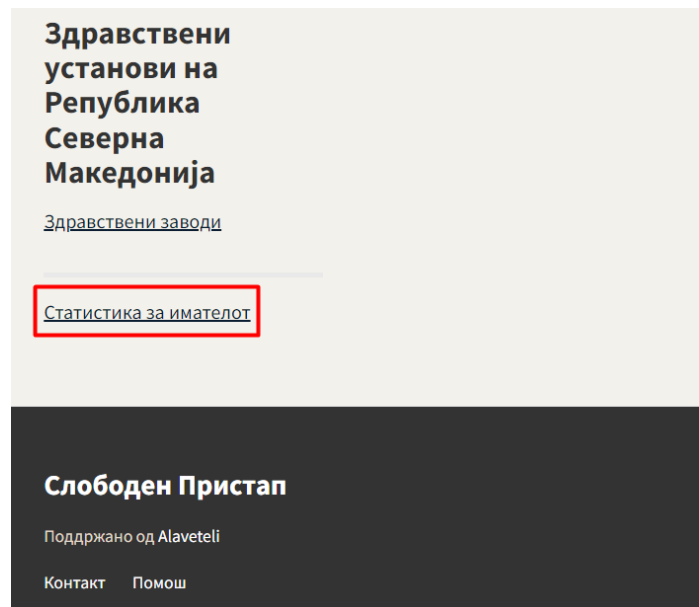 Здравствени
установи на
Република
Северна
Македонија
Здравствени заводи
Статистика за имателот
Слободен Пристап
Поддржано од Alaveteli
Контакт Помош